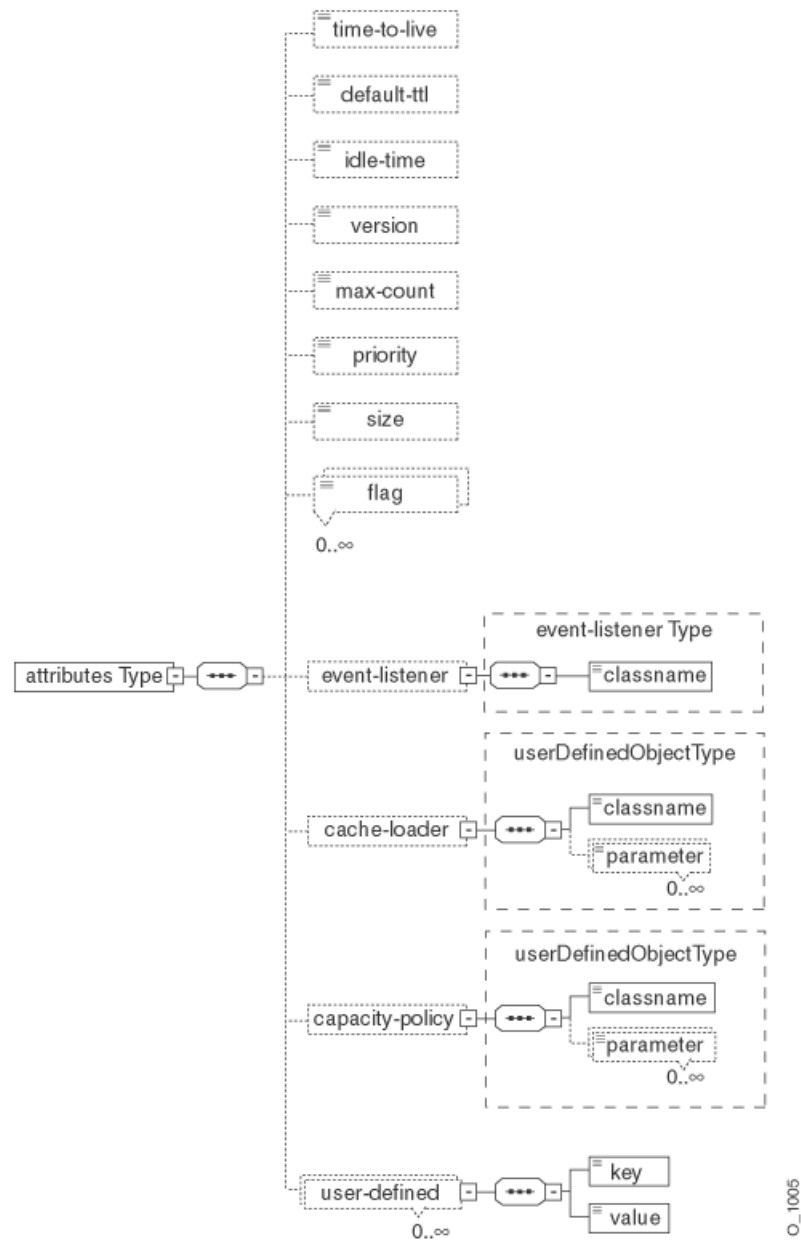 time-to-live
default-ttl
idle-time
version
max-count
priority
size
flag
0..∞
event-listener Type
attributes Type
event-listener
classname
userDefinedObjectType
classname
cache-loader
parameter
0..∞
userDefinedObjectType
classname
capacity-policy
parameter
0..∞
key
user-defined
value
0..∞
O_1005